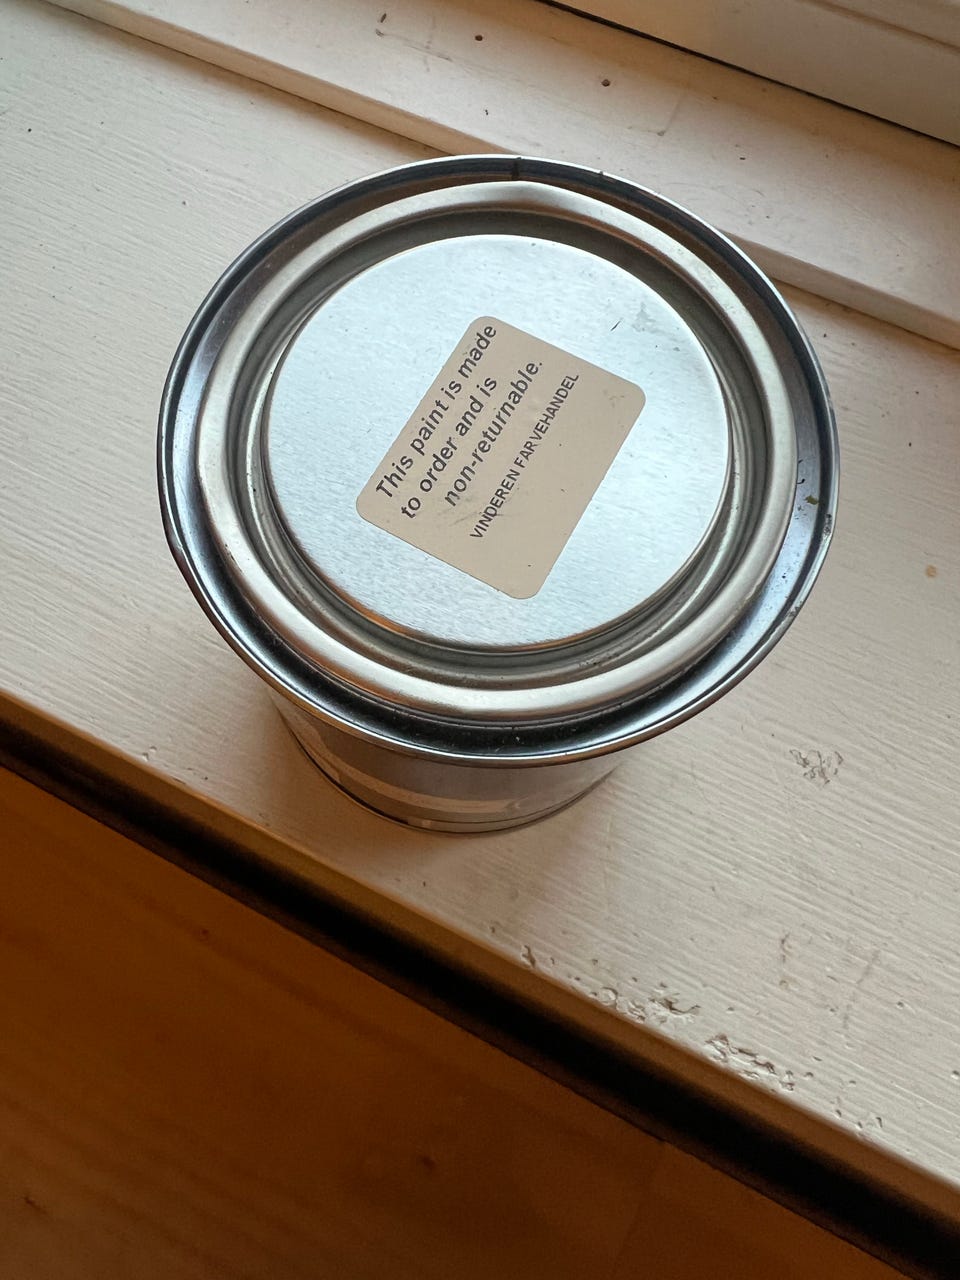 This paint is made
to order and is
non-returnable.
VINDEREN FARVEHANDEL